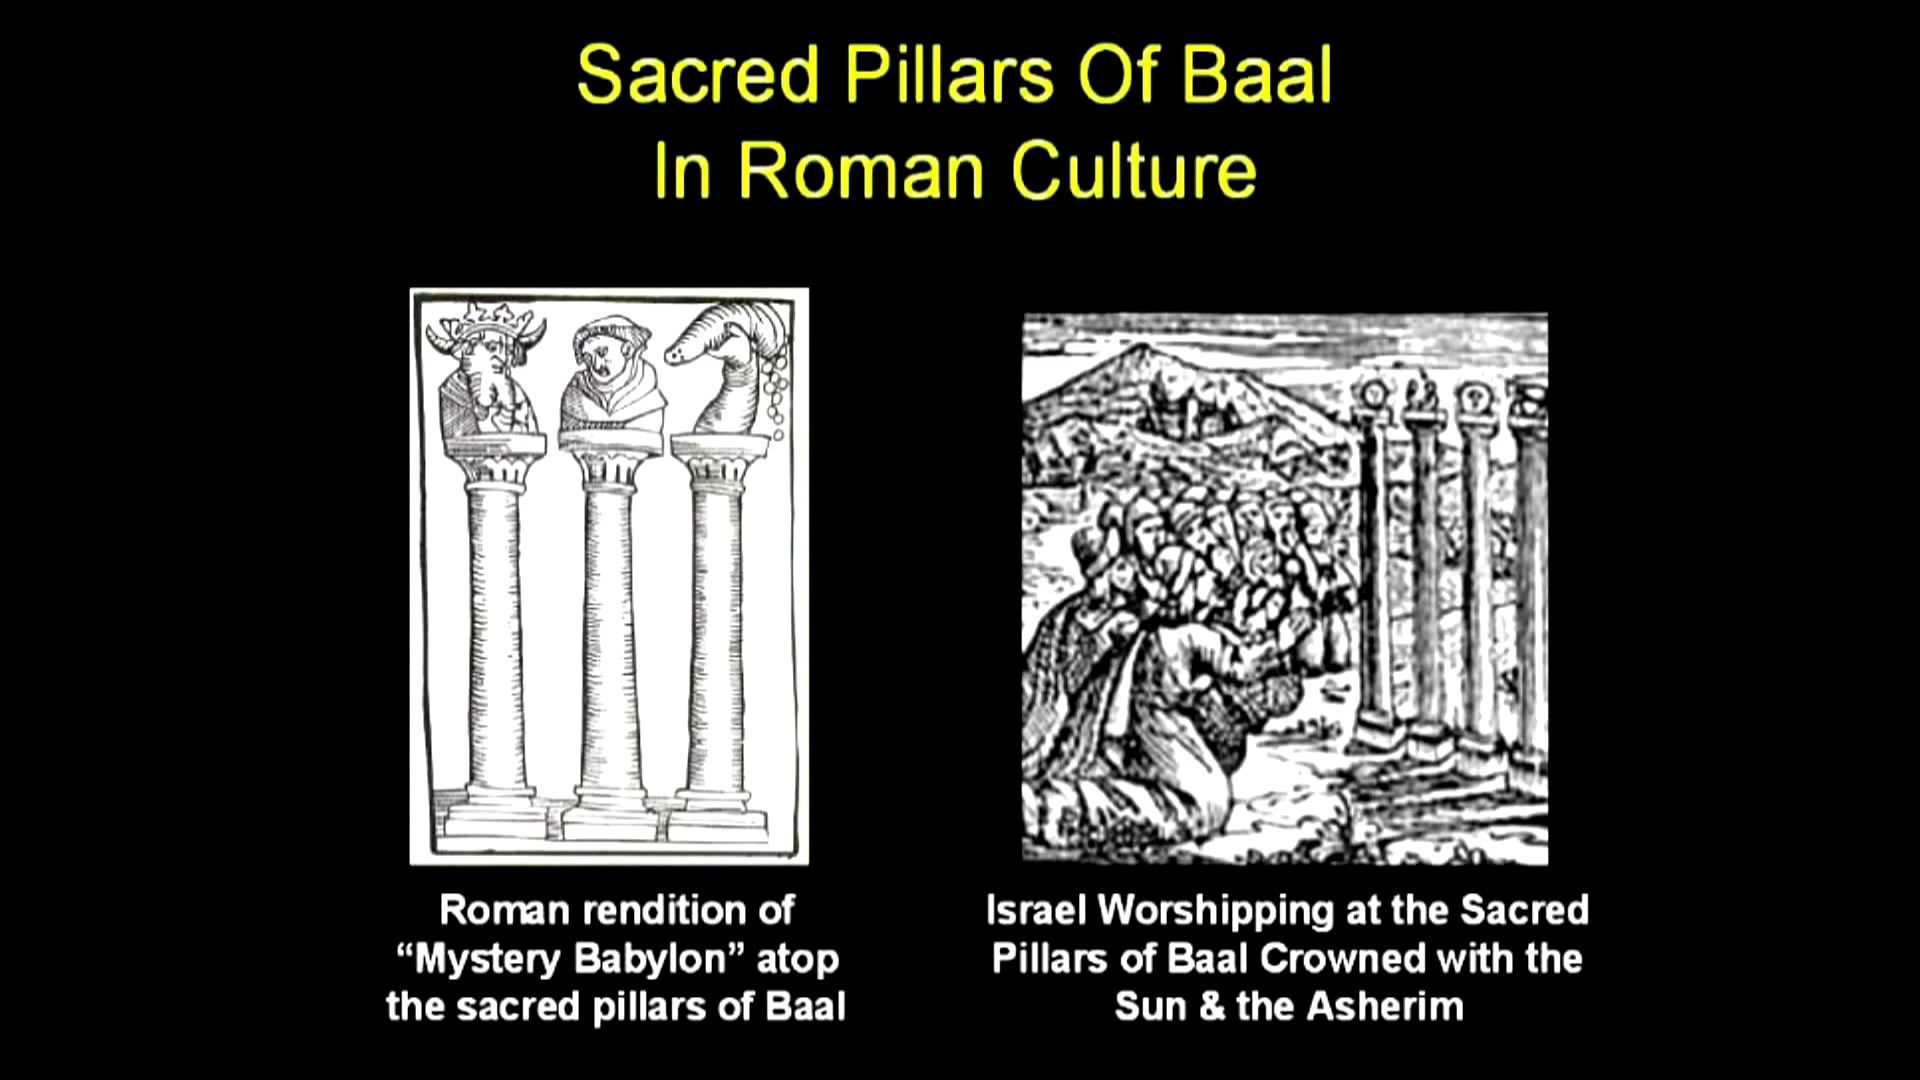 Sacred Pillars Of Baal
In Roman Culture
Roman rendition of
“Mystery Babylon” atop
the sacred pillars of Baal
Israel Worshipping at the Sacred
Pillars of Baal Crowned with the
Sun & the Asherim